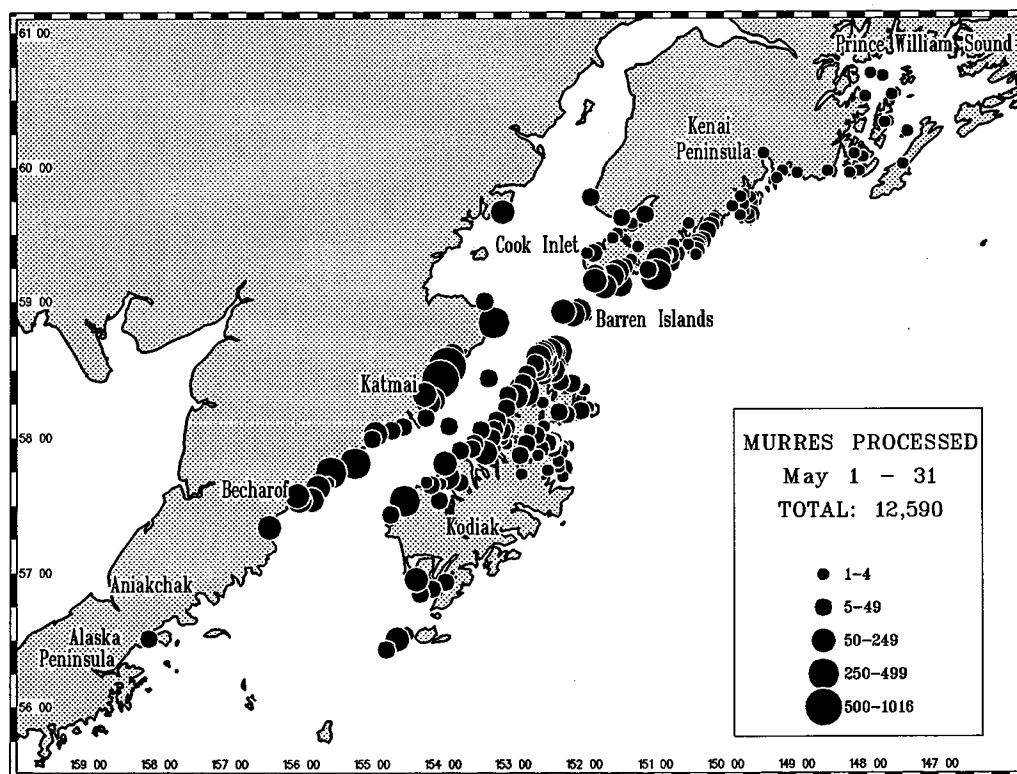 61 00
60 00
59 00
58 00
57 00
56 00
Prince William Sound
Kenai
Peninsula
Cook Inlet
Barren Islands
Katmai
Becharof
Kodiak
Aniakchak
Alaska
Peninsula
MURRES PROCESSED
May 1 - 31
TOTAL: 12,590
1-4
5-49
50-249
250-499
500-1016
159 00 158 00 157 00 156 00 155 00 154 00 153 00 152 00 151 00 150 00 149 00 148 00 147 00